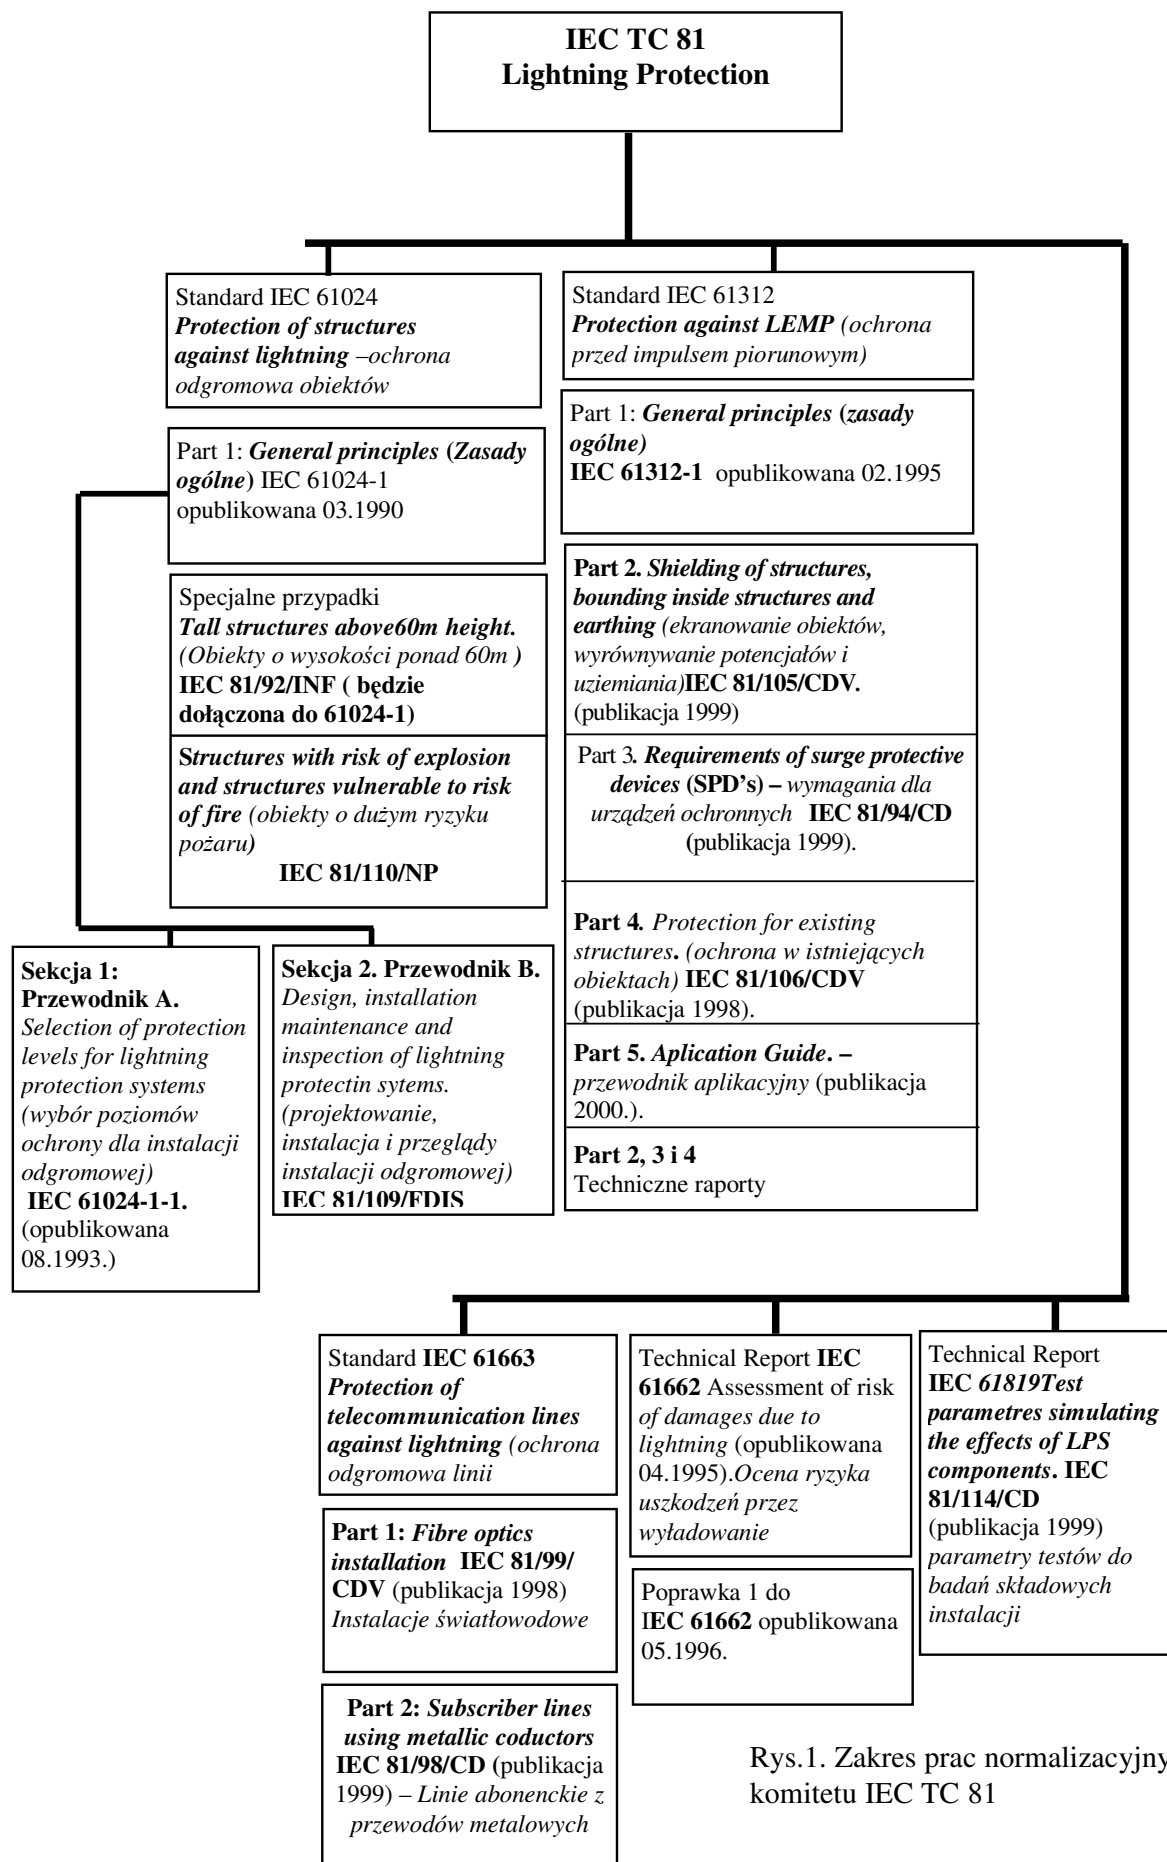 IEC TC 81
Lightning Protection
Standard IEC 61024
Protection of structures
against lightning –ochrona
odgromowa obiektów
Part 1: General principles (Zasady
ogólne) IEC 61024-1
opublikowana 03.1990
Specjalne przypadki
Tall structures above60m height.
(Obiekty o wysokości ponad 60m )
IEC 81/92/INF ( będzie
dołączona do 61024-1)
Structures with risk of explosion
and structures vulnerable to risk
of fire (obiekty o dużym ryzyku
pożaru)
IEC 81/110/NP
Sekcja 1:
Przewodnik A.
Selection of protection
levels for lightning
protection systems
(wybór poziomów
ochrony dla instalacji
odgromowej)
IEC 61024-1-1.
(opublikowana
08.1993.)
Sekcja 2. Przewodnik B.
Design, installation
maintenance and
inspection of lightning
protectin sytems.
(projektowanie,
instalacja i przeglądy
instalacji odgromowej)
IEC 81/109/FDIS
Standard IEC 61312
Protection against LEMP (ochrona
przed impulsem piorunowym)
Part 1: General principles (zasady
ogólne)
IEC 61312-1 opublikowana 02.1995
Part 2. Shielding of structures,
bounding inside structures and
earthing (ekranowanie obiektów,
wyrównywanie potencjałów i
uziemiania)IEC 81/105/CDV.
(publikacja 1999)
Part 3. Requirements of surge protective
devices (SPD's) – wymagania dla
urządzeń ochronnych IEC 81/94/CD
(publikacja 1999).
Part 4. Protection for existing
structures. (ochrona w istniejących
obiektach) IEC 81/106/CDV
(publikacja 1998).
Part 5. Aplication Guide. –
przewodnik aplikacyjny (publikacja
2000.).
Part 2, 3 i 4
Techniczne raporty
Standard IEC 61663
Protection of
telecommunication lines
against lightning (ochrona
odgromowa linii
Part 1: Fibre optics
installation IEC 81/99/
CDV (publikacja 1998)
Instalacje światłowodowe
Part 2: Subscriber lines
using metallic coductors
IEC 81/98/CD (publikacja
1999) – Linie abonenckie z
przewodów metalowych
Technical Report IEC
61662 Assessment of risk
of damages due to
lightning (opublikowana
04.1995).Ocena ryzyka
uszkodzeń przez
wyładowanie
Poprawka 1 do
IEC 61662 opublikowana
05.1996.
Technical Report
IEC 61819Test
parametres simulating
the effects of LPS
components. IEC
81/114/CD
(publikacja 1999)
parametry testów do
badań składowych
instalacji
Rys.1. Zakres prac normalizacyjny
komitetu IEC TC 81